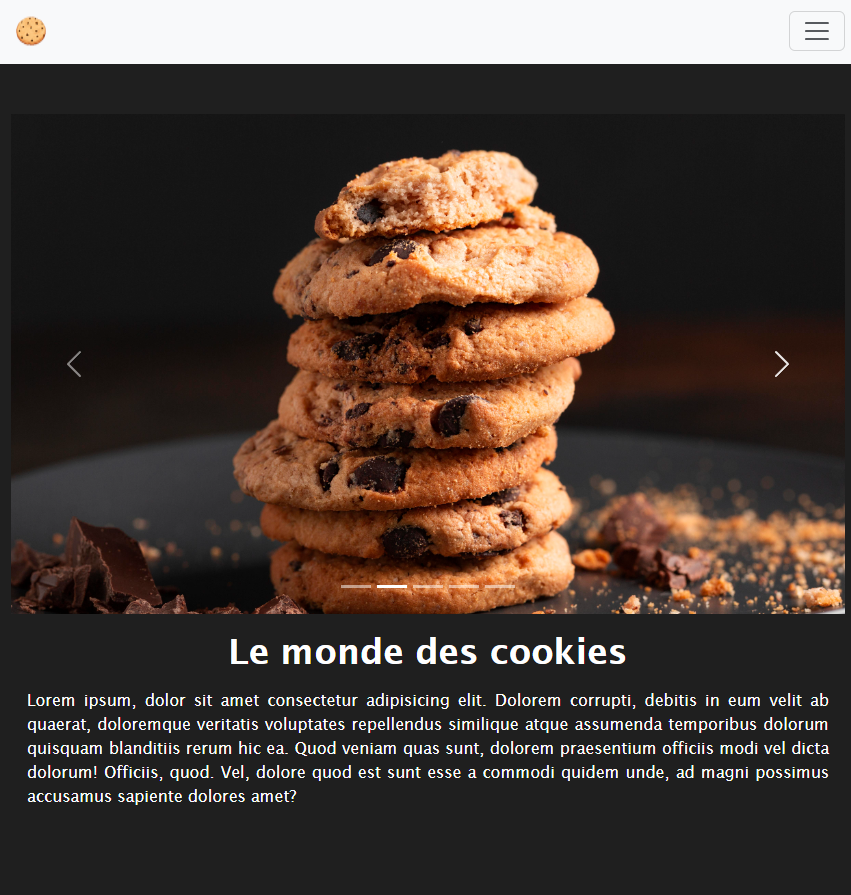 Le monde des cookies
Lorem ipsum, dolor sit amet consectetur adipisicing elit. Dolorem corrupti, debitis in eum velit ab
quaerat, doloremque veritatis voluptates repellendus similique atque assumenda temporibus dolorum
quisquam blanditiis rerum hic ea. Quod veniam quas sunt, dolorem praesentium officiis modi vel dicta
dolorum! Officiis, quod. Vel, dolore quod est sunt esse a commodi quidem unde, ad magni possimus
accusamus sapiente dolores amet?